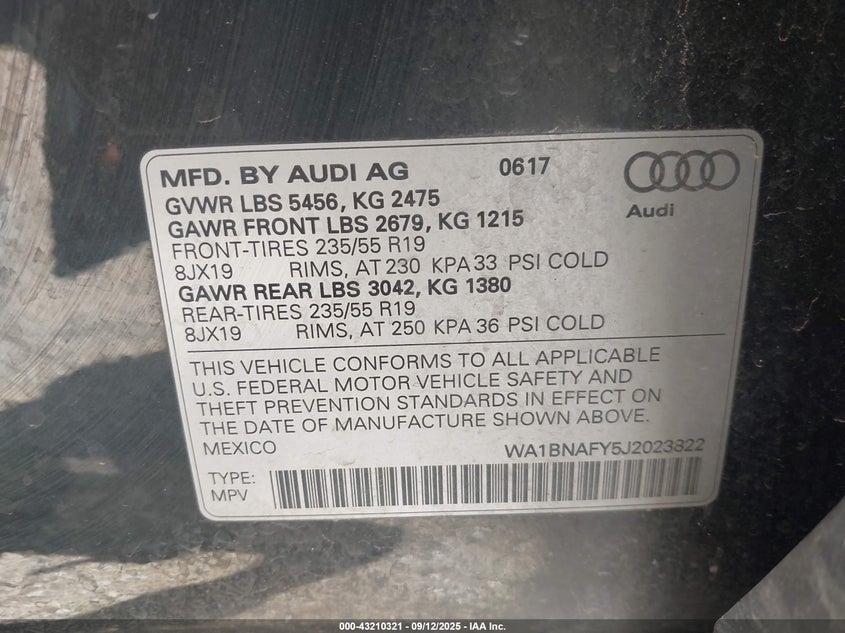 MFD. BY AUDI AG 0617
GVWR LBS 5456, KG 2475
GAWR FRONT LBS 2679, KG 1215
Audi
FRONT-TIRES 235/55 R19
8JX19 RIMS, AT 230 KPA 33 PSI COLD
GAWR REAR LBS 3042, KG 1380
REAR-TIRES 235/55 R19
8JX19 RIMS, AT 250 KPA 36 PSI COLD
THIS VEHICLE CONFORMS TO ALL APPLICABLE
U.S. FEDERAL MOTOR VEHICLE SAFETY AND
THEFT PREVENTION STANDARDS IN EFFECT ON
THE DATE OF MANUFACTURE SHOWN ABOVE.
MEXICO WA1BNAFY5J2023822
TYPE:
MPV
000-43210321 - 09/12/2025 - IAA Inc.